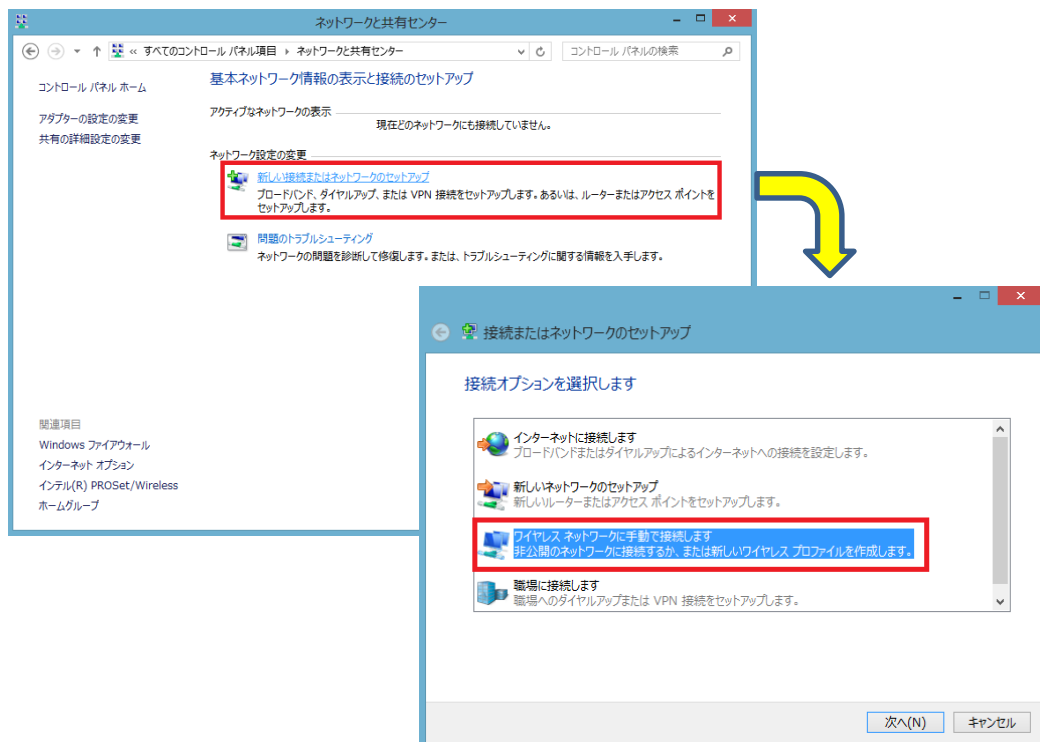 ネットワークと共有センター
« すべてのコントロール パネル項目 ▸ ネットワークと共有センター
コントロール パネルの検索
コントロール パネル ホーム
アダプターの設定の変更
共有の詳細設定の変更
基本ネットワーク情報の表示と接続のセットアップ
アクティブなネットワークの表示
現在どのネットワークにも接続していません。
ネットワーク設定の変更
新しい接続またはネットワークのセットアップ
ブロードバンド、ダイヤルアップ、または VPN 接続をセットアップします。あるいは、ルーターまたはアクセス ポイントを
セットアップします。
問題のトラブルシューティング
ネットワークの問題を診断して修復します。または、トラブルシューティングに関する情報を入手します。
関連項目
Windows ファイアウォール
インターネット オプション
インテル(R) PROSet/Wireless
ホームグループ
接続またはネットワークのセットアップ
接続オプションを選択します
インターネットに接続します
ブロードバンドまたはダイヤルアップによるインターネットへの接続を設定します。
新しいネットワークのセットアップ
新しいルーターまたはアクセス ポイントをセットアップします。
ワイヤレス ネットワークに手動で接続します
非公開のネットワークに接続するか、または新しいワイヤレス プロファイルを作成します。
職場に接続します
職場へのダイヤルアップまたは VPN 接続をセットアップします。
次へ(N)
キャンセル